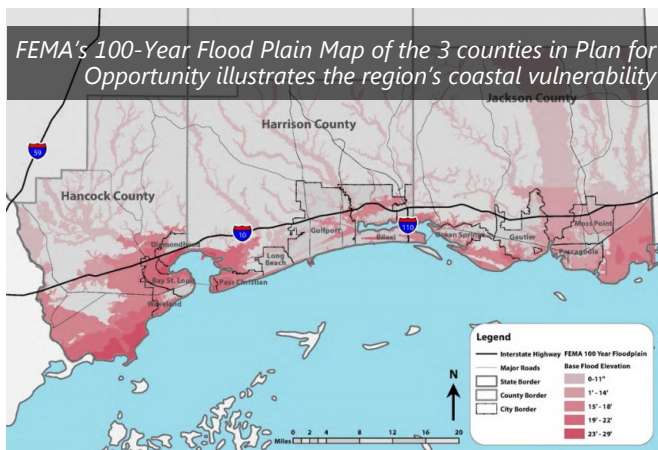 FEMA's 100-Year Flood Plain Map of the 3 counties in Plan for
Opportunity illustrates the region's coastal vulnerability
Jackson County
Harrison County
Hancock County
59
10
110
Diamondhead
Bay St. Louis
Waveland
Pass Christian
Long
Beach
Gulfport
Biloxi
Ocean Springs
Gautier
Moss Point
Pascagoula
Legend
Interstate Highway
Major Roads
State Border
County Border
City Border
FEMA 100 Year Floodplain
Base Flood Elevation
0-11"
1' - 14'
15' - 18'
19' - 22'
23' - 29'
N
Miles
0 2 4 8 12 16 20